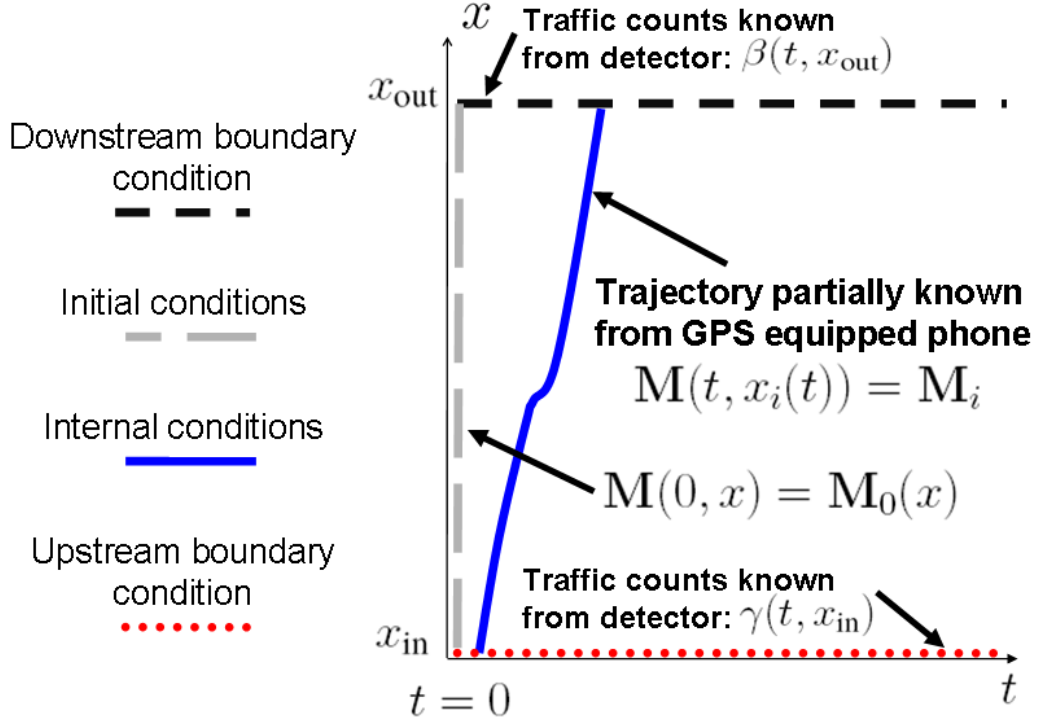 x
Traffic counts known
from detector: β(t, x_out)
x_out
Downstream boundary
condition
Initial conditions
Trajectory partially known
from GPS equipped phone
M(t, x_i(t)) = M_i
Internal conditions
M(0, x) = M_0(x)
Upstream boundary
condition
Traffic counts known
from detector: γ(t, x_in)
x_in
t = 0
t